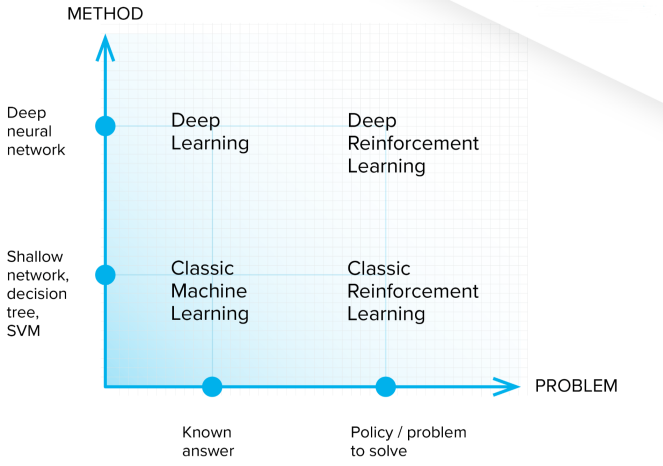 METHOD
Deep
neural
network
Deep
Learning
Deep
Reinforcement
Learning
Shallow
network,
decision
tree,
SVM
Classic
Machine
Learning
Classic
Reinforcement
Learning
PROBLEM
Known
answer
Policy / problem
to solve